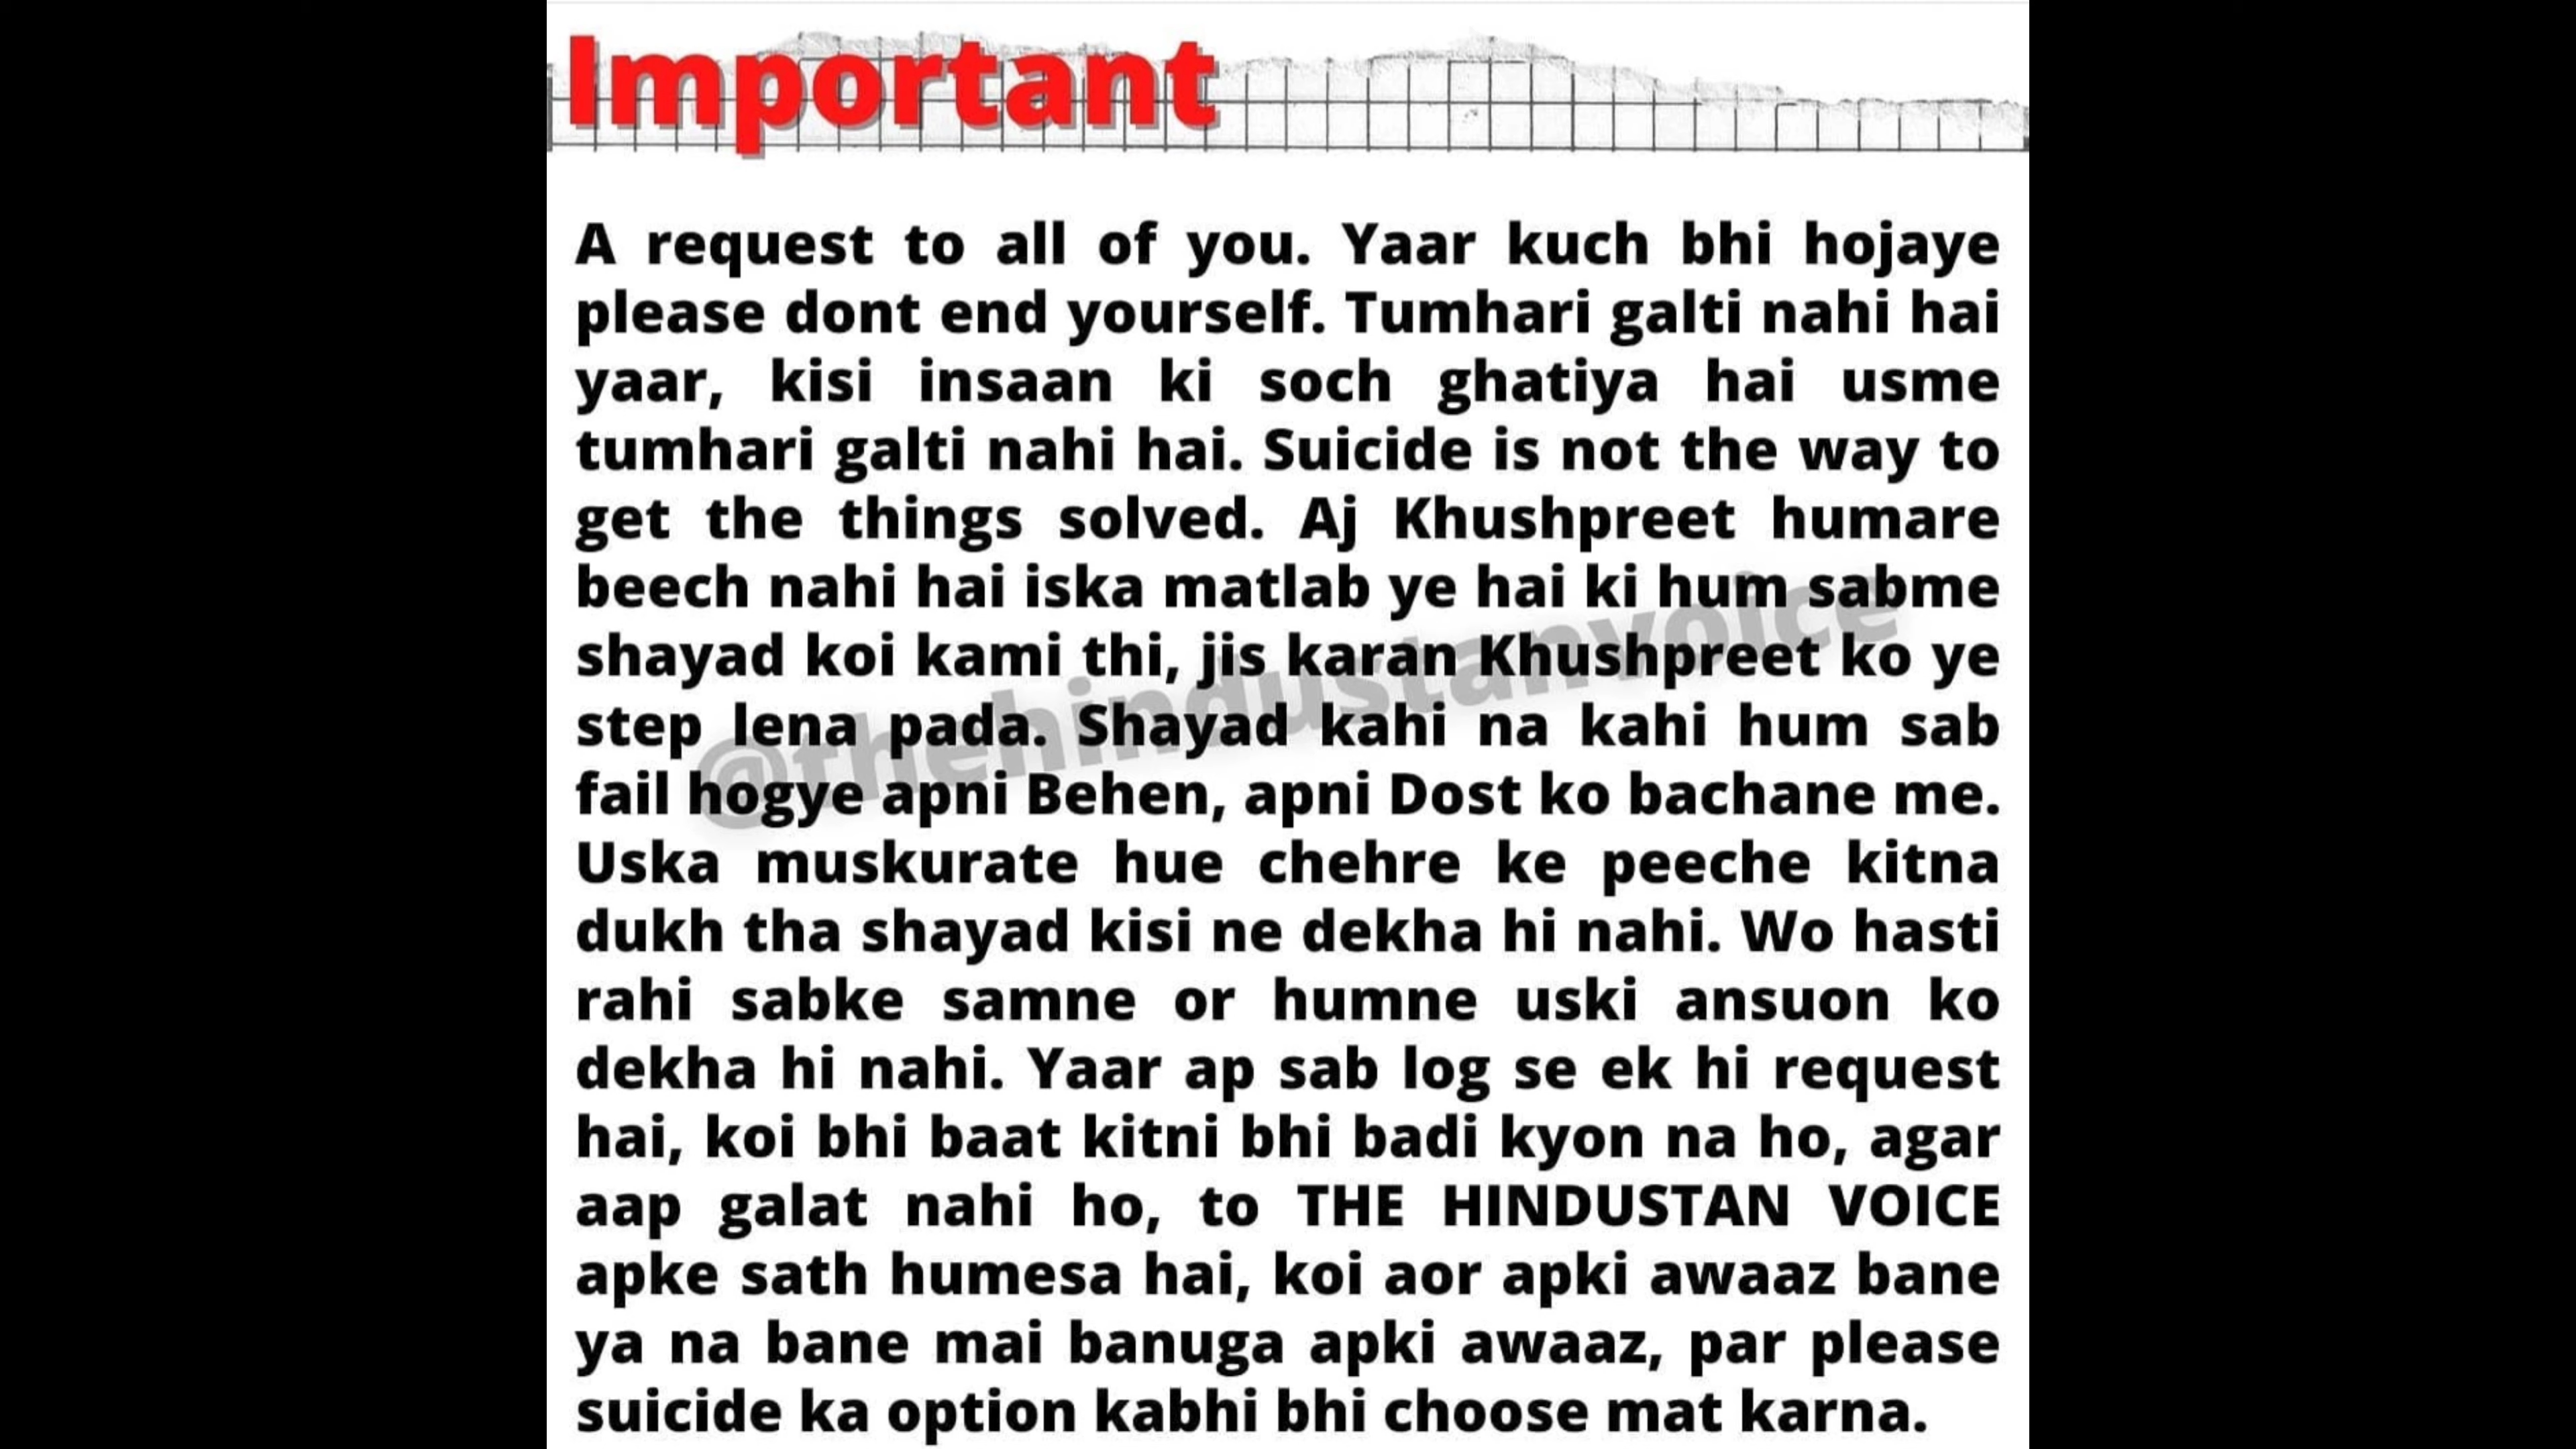 Important
A request to all of you. Yaar kuch bhi hojaye
please dont end yourself. Tumhari galti nahi hai
yaar, kisi insaan ki soch ghatiya hai usme
tumhari galti nahi hai. Suicide is not the way to
get the things solved. Aj Khushpreet humare
beech nahi hai iska matlab ye hai ki hum sabme
shayad koi kami thi, jis karan Khushpreet ko ye
step lena pada. Shayad kahi na kahi hum sab
fail hogye apni Behen, apni Dost ko bachane me.
Uska muskurate hue chehre ke peeche kitna
dukh tha shayad kisi ne dekha hi nahi. Wo hasti
rahi sabke samne or humne uski ansuon ko
dekha hi nahi. Yaar ap sab log se ek hi request
hai, koi bhi baat kitni bhi badi kyon na ho, agar
aap galat nahi ho, to THE HINDUSTAN VOICE
apke sath humesa hai, koi aor apki awaaz bane
ya na bane mai banuga apki awaaz, par please
suicide ka option kabhi bhi choose mat karna.
@thehindustanvoice